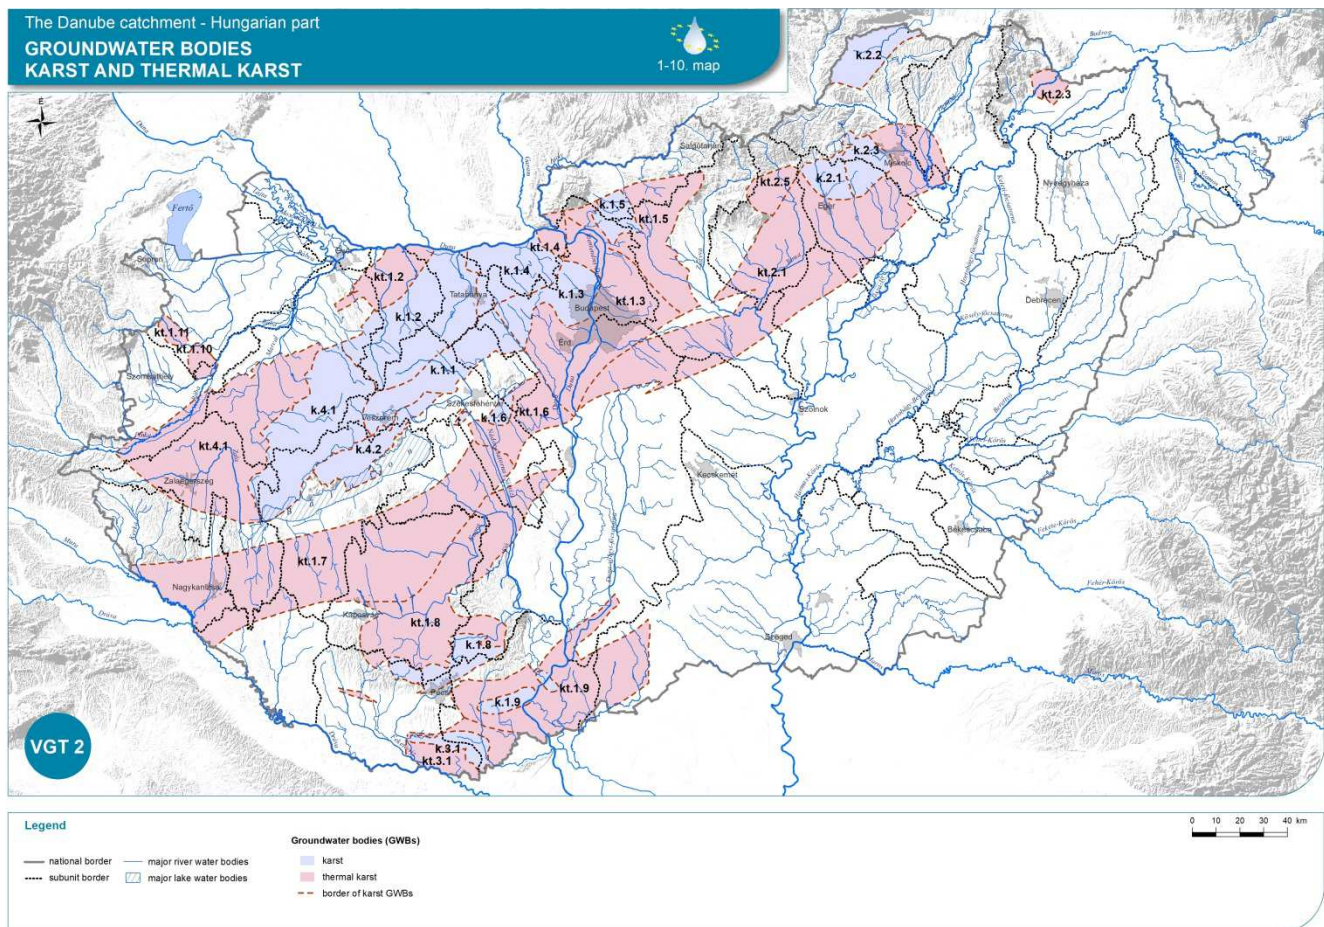 The Danube catchment - Hungarian part
GROUNDWATER BODIES
KARST AND THERMAL KARST
1-10. map
É
k.2.2
Bodrog
kt.2.3
Salgótarján
k.2.3
Miskolc
kt.2.5
k.2.1
Eger
Nyíregyháza
Fertő
k.1.5
kt.1.5
Sopron
kt.1.4
kt.1.2
k.1.4
kt.2.1
Tatabánya
k.1.3
kt.1.3
Budapest
Debrecen
k.1.2
kt.1.11
kt.1.10
Érd
Szombathely
k.1.1
Székesfehérvár
k.4.1
Veszprém
k.1.6
kt.1.6
Szolnok
kt.4.1
k.4.2
Zalaegerszeg
Kecskemét
Békéscsaba
Fekete-Körös
kt.1.7
Nagykanizsa
Fehér-Körös
Kaposvár
kt.1.8
k.1.8
Szeged
Pécs
kt.1.9
k.1.9
k.3.1
kt.3.1
VGT 2
Legend
national border
major river water bodies
subunit border
major lake water bodies
Groundwater bodies (GWBs)
karst
thermal karst
border of karst GWBs
0 10 20 30 40 km